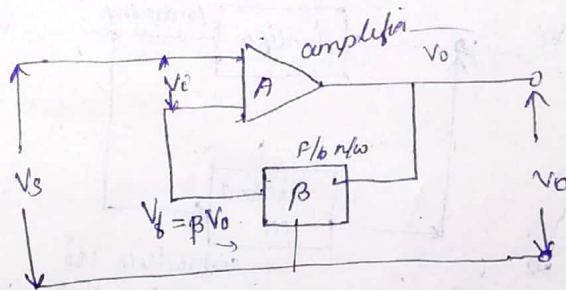 amplifier
Vo
Vi
A
F/b n/w
Vs
β
Vo
Vf = βVo
→